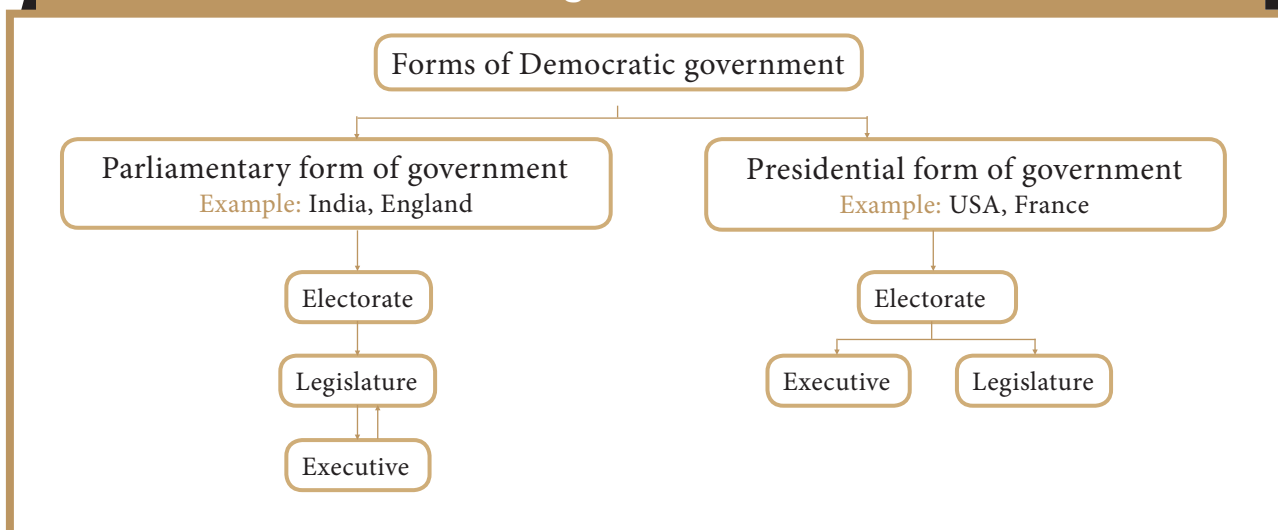 Forms of Democratic government
Parliamentary form of government
Example: India, England
Presidential form of government
Example: USA, France
Electorate
Electorate
Legislature
Executive
Executive
Legislature